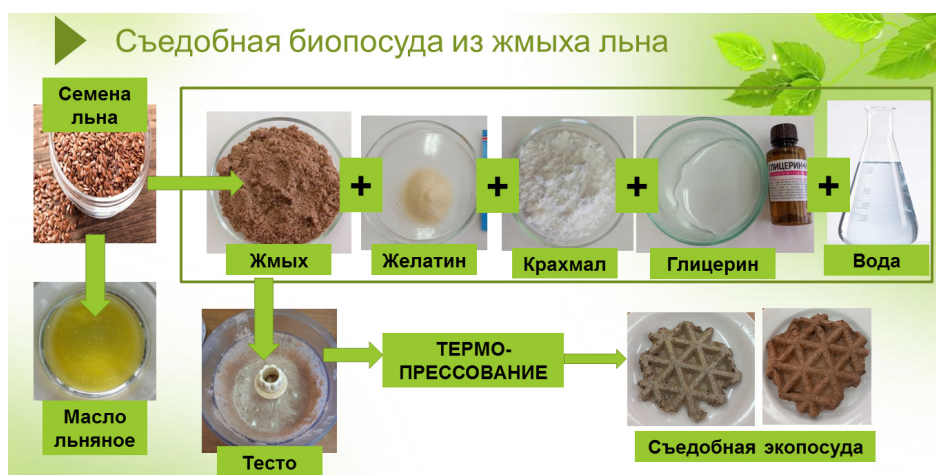 Съедобная биопосуда из жмыха льна
Семена
льна
+
+
+
+
ГЛИЦЕРИН
Жмых
Желатин
Крахмал
Глицерин
Вода
ТЕРМО-
ПРЕССОВАНИЕ
Масло
льняное
Тесто
Съедобная экопосуда